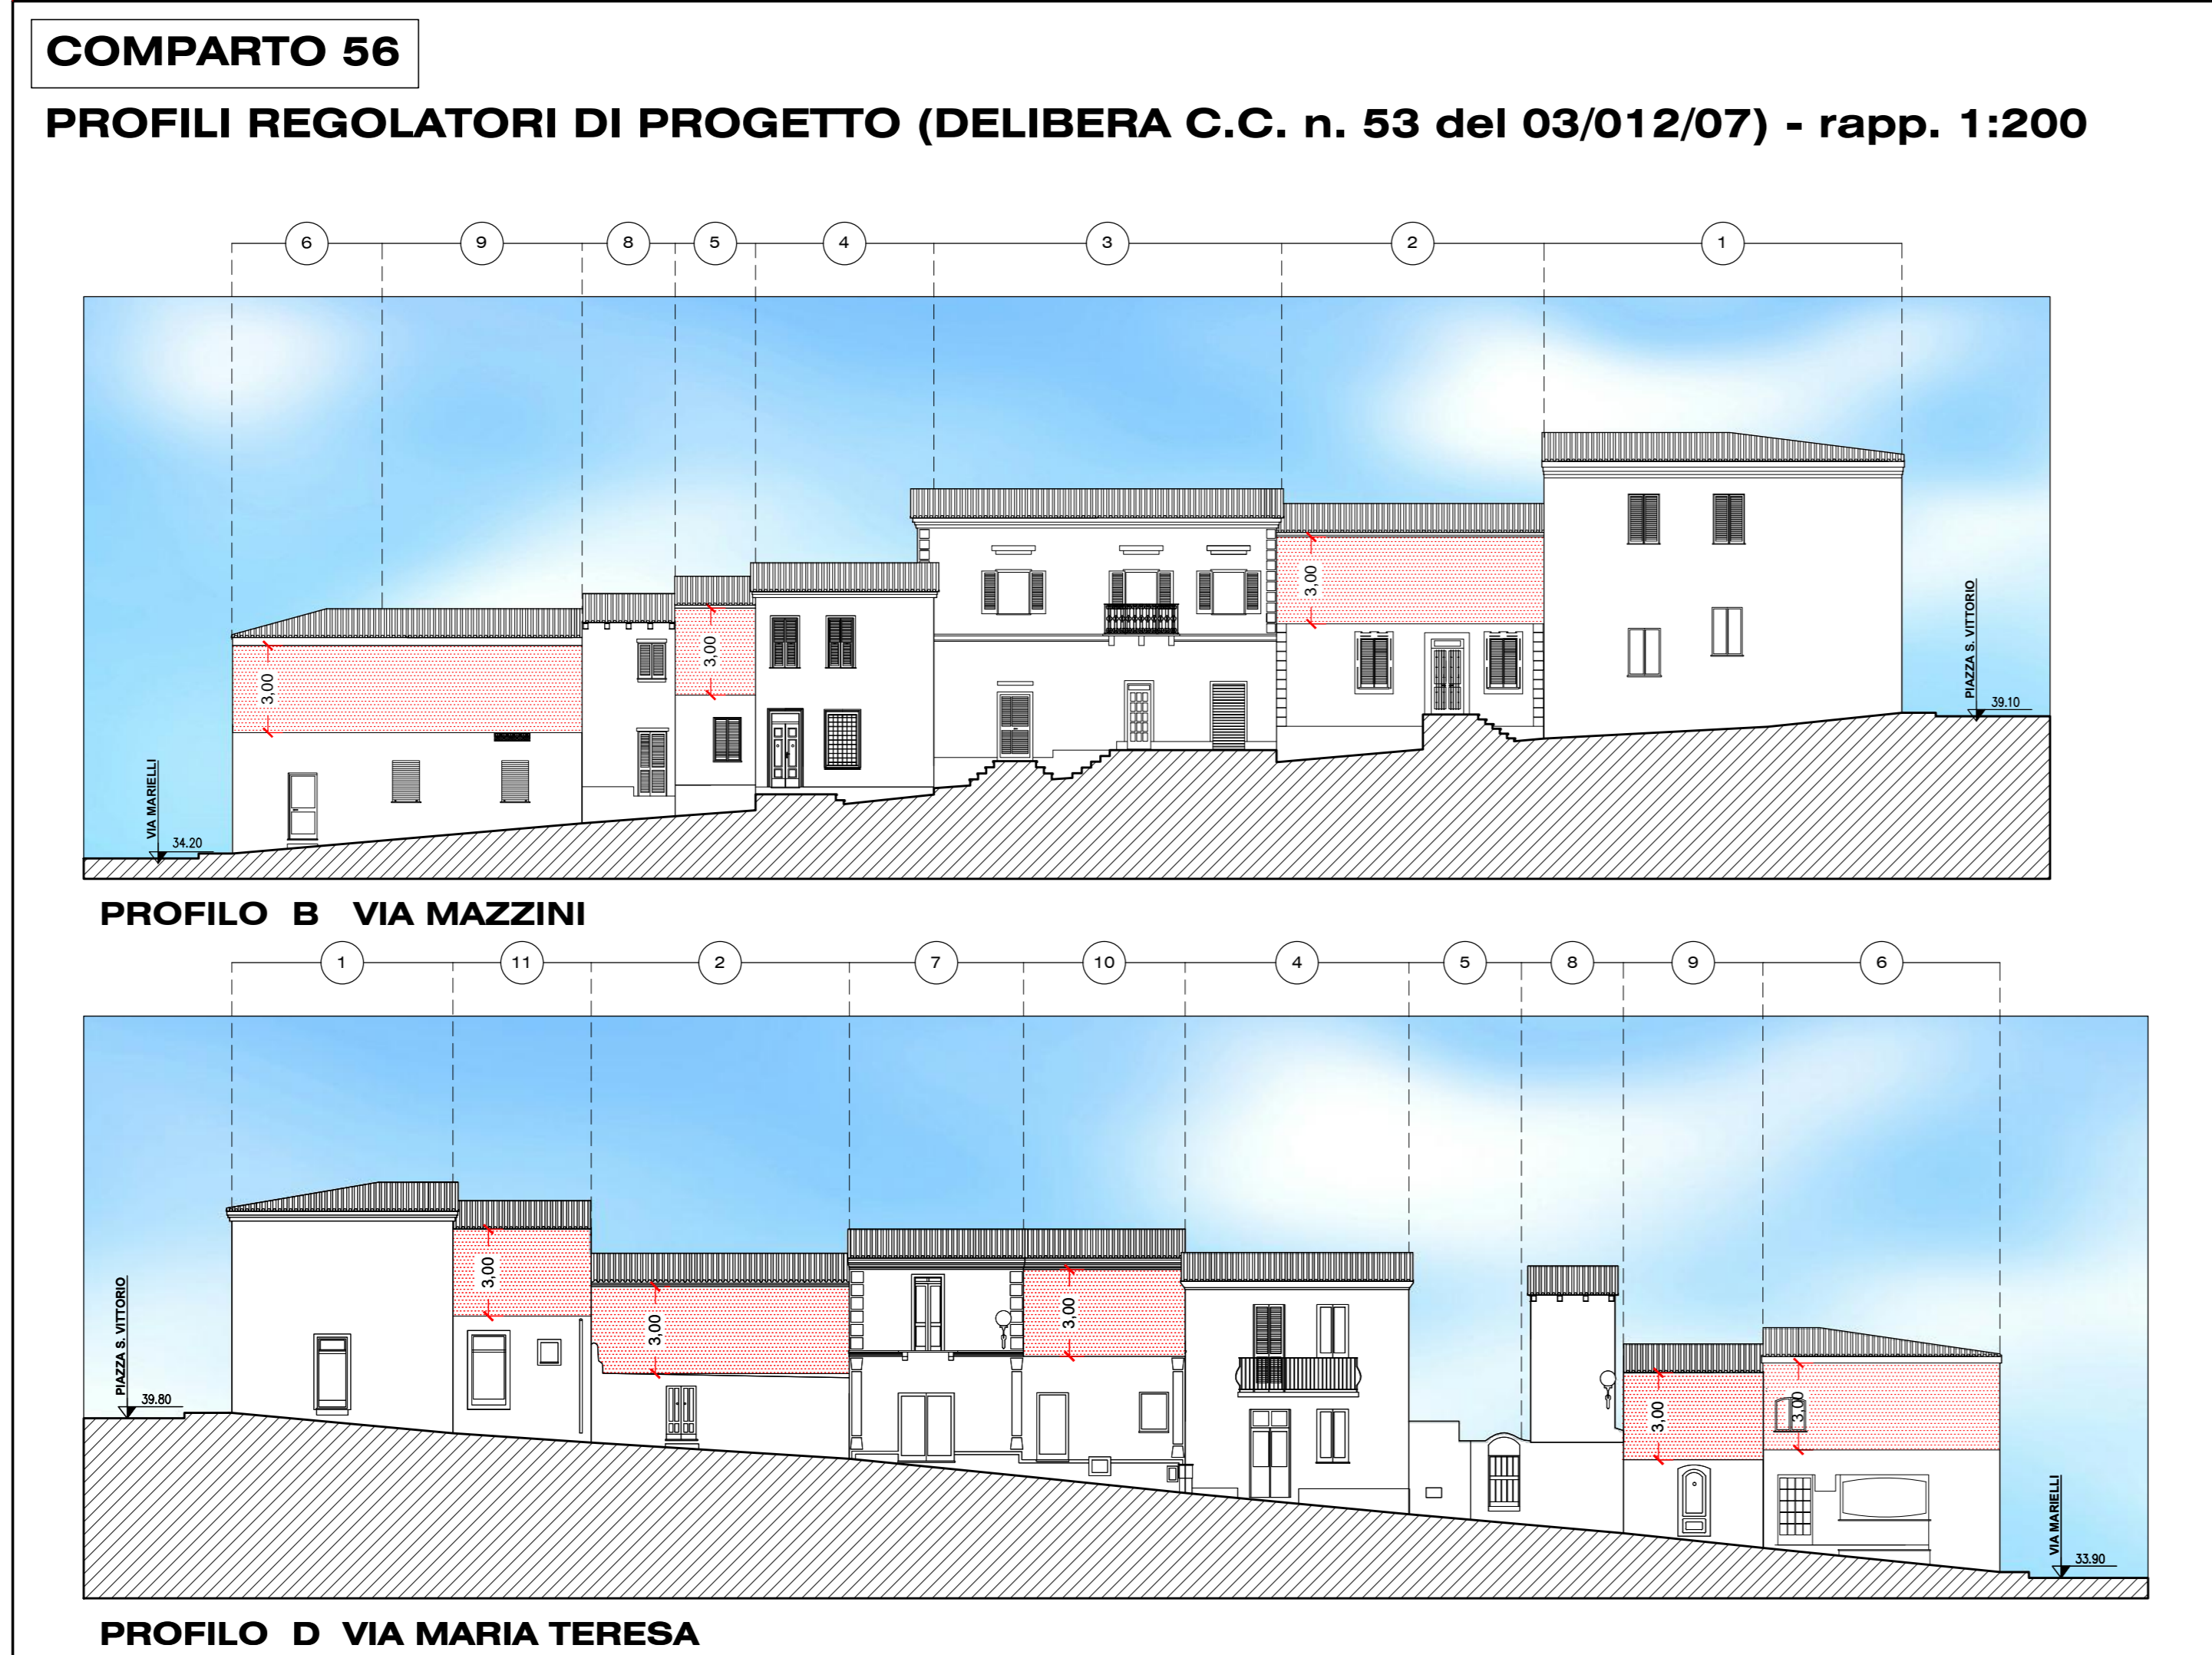 COMPARTO 56
PROFILI REGOLATORI DI PROGETTO (DELIBERA C.C. n. 53 del 03/012/07) - rapp. 1:200
6 9 8 5 4 3 2 1
3,00
3,00
3,00
PIAZZA S. VITTORIO
39.10
VIA MARIELLI
34.20
PROFILO B VIA MAZZINI
1 11 2 7 10 4 5 8 9 6
3,00
3,00
3,00
3,00
3,00
PIAZZA S. VITTORIO
39.80
VIA MARIELLI
33.90
PROFILO D VIA MARIA TERESA